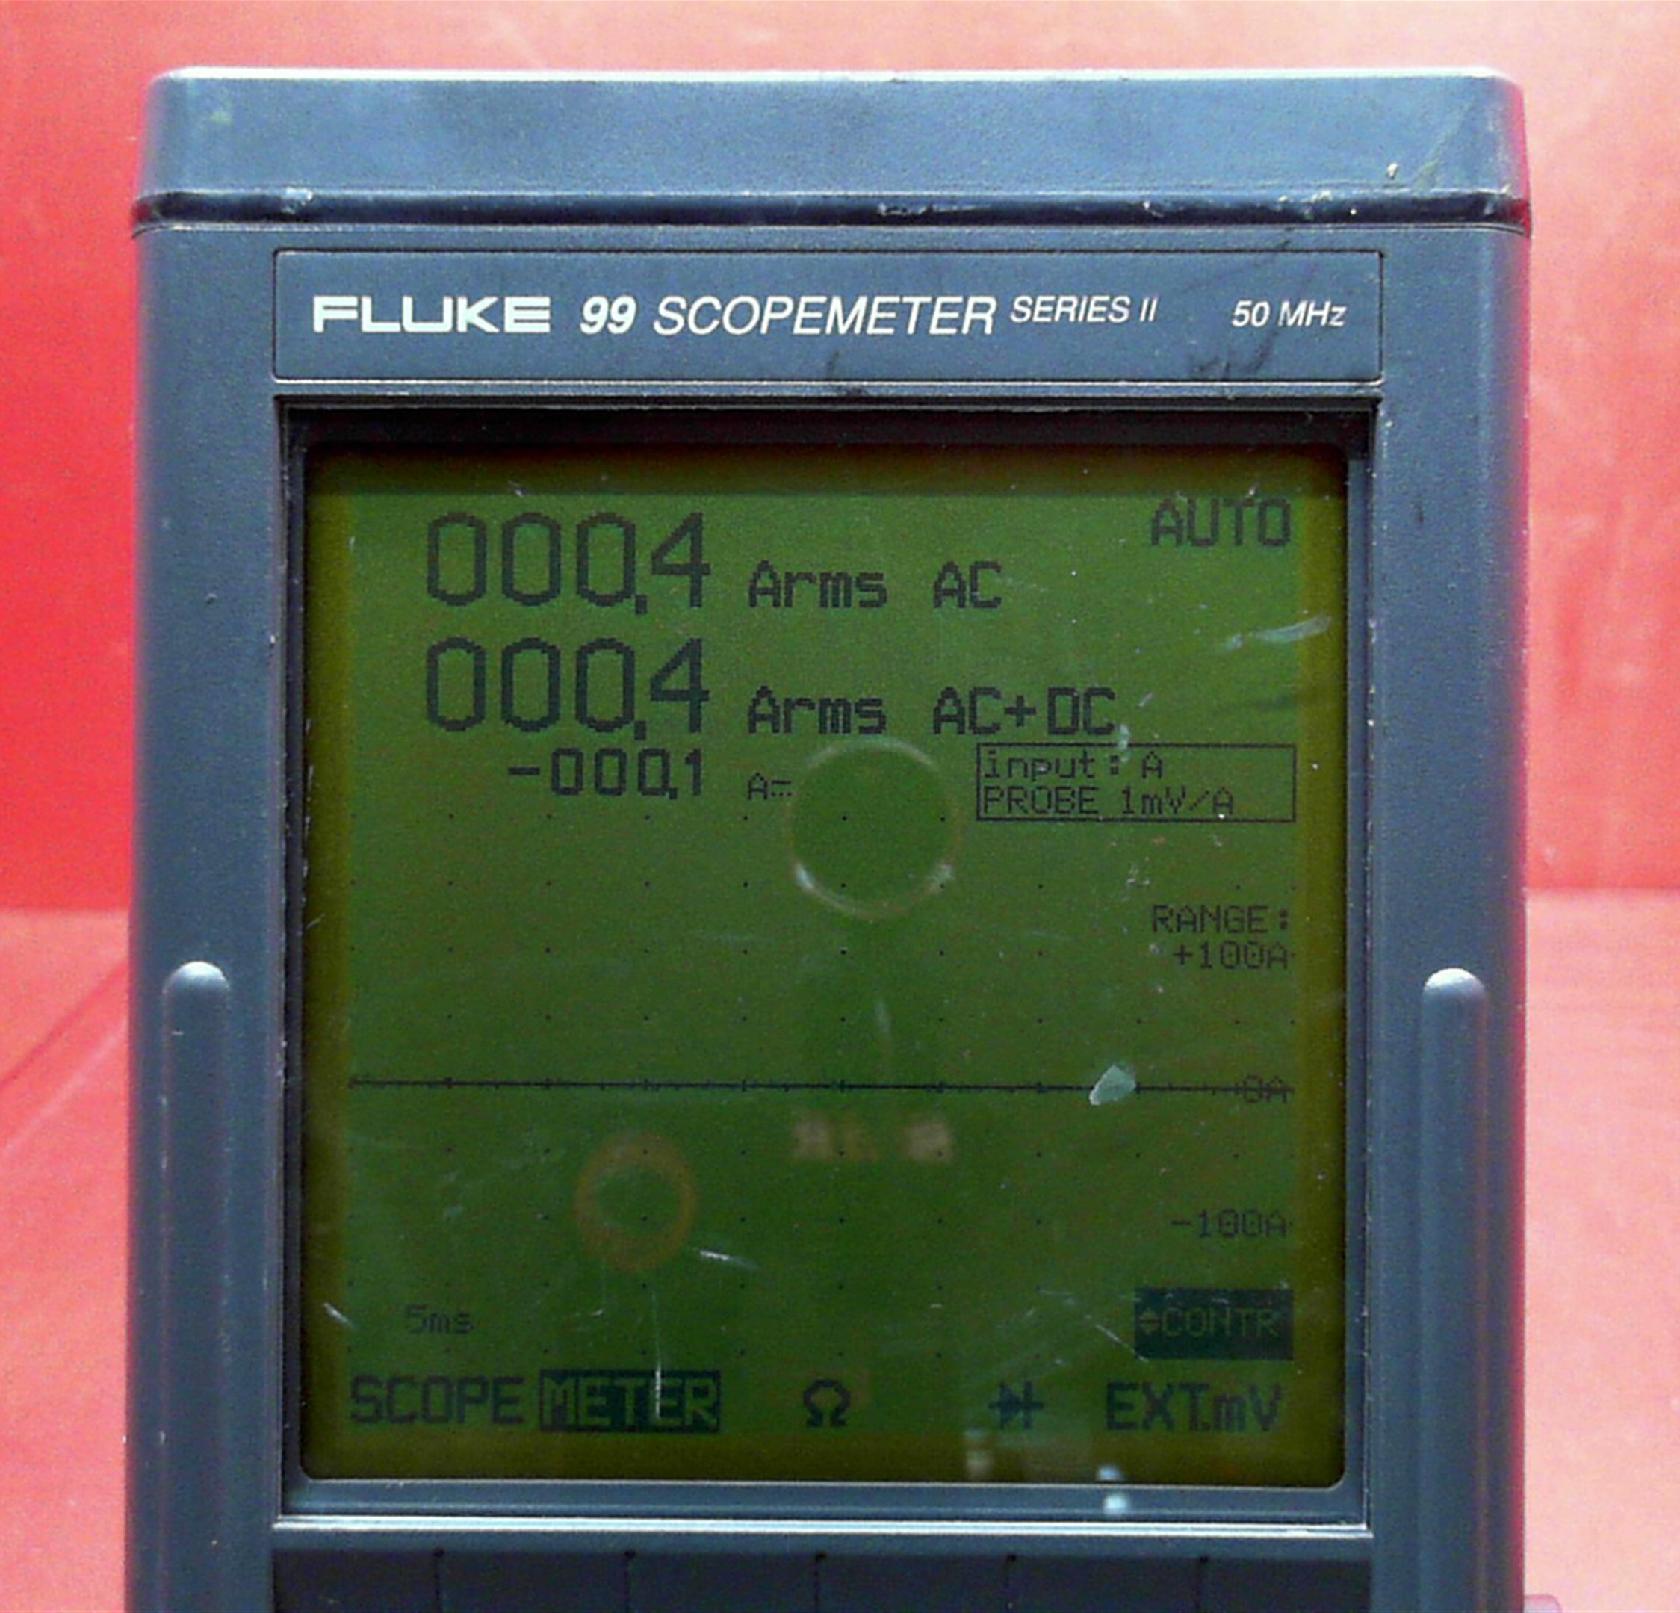 FLUKE 99 SCOPEMETER SERIES II 50 MHz
AUTO
000.4 Arms AC
000.4 Arms AC+DC
-000.1 A
input: A
PROBE 1mV/A
RANGE:
+100A
0A
-100A
5ms
CONTR
SCOPE METER Ω EXT.mV